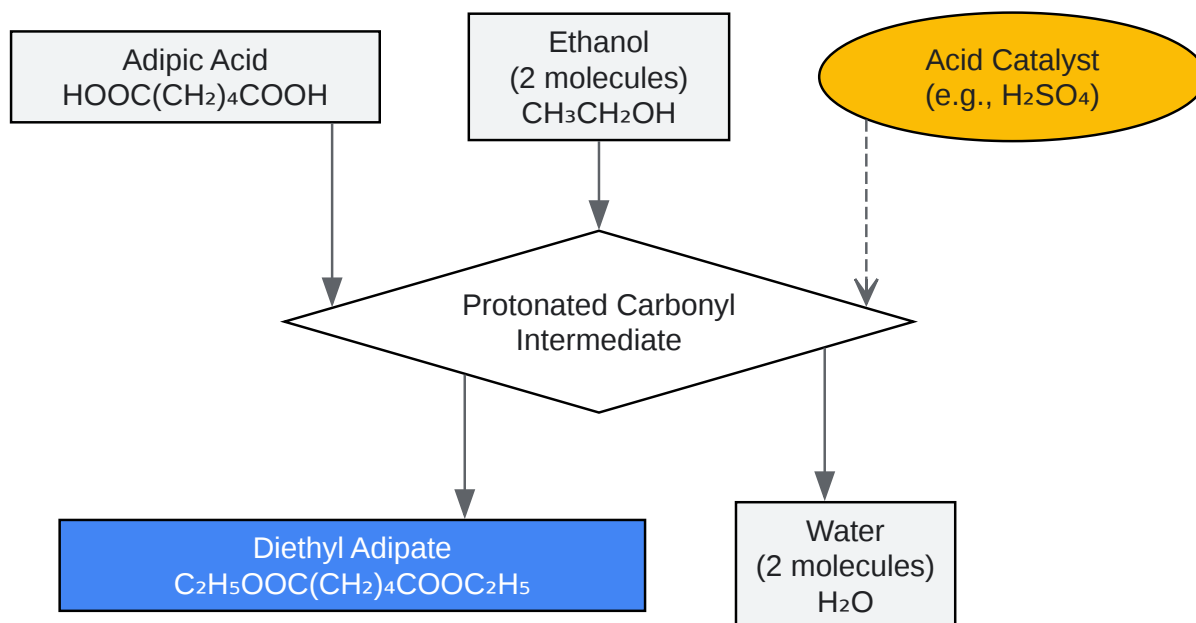 Adipic Acid
HOOC(CH₂)₄COOH
Ethanol
(2 molecules)
CH₃CH₂OH
Acid Catalyst
(e.g., H₂SO₄)
Protonated Carbonyl
Intermediate
Diethyl Adipate
C₂H₅OOC(CH₂)₄COOC₂H₅
Water
(2 molecules)
H₂O